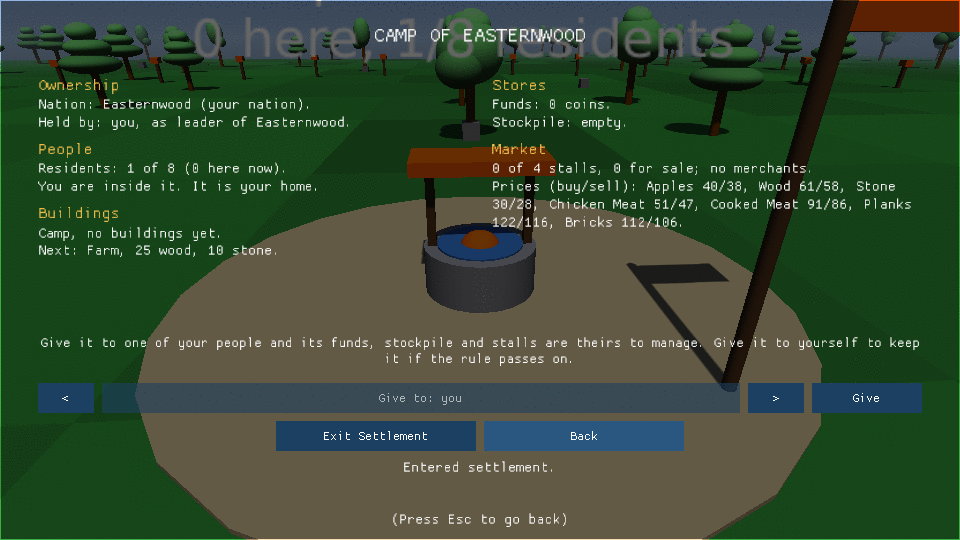 0 here, 1/8 residents
CAMP OF EASTERNWOOD
Ownership
Nation: Easternwood (your nation).
Held by: you, as leader of Easternwood.
People
Residents: 1 of 8 (0 here now).
You are inside it. It is your home.
Buildings
Camp, no buildings yet.
Next: Farm, 25 wood, 10 stone.
Stores
Funds: 0 coins.
Stockpile: empty.
Market
0 of 4 stalls, 0 for sale; no merchants.
Prices (buy/sell): Apples 40/38, Wood 61/58, Stone
30/28, Chicken Meat 51/47, Cooked Meat 91/86, Planks
122/116, Bricks 112/106.
Give it to one of your people and its funds, stockpile and stalls are theirs to manage. Give it to yourself to keep
it if the rule passes on.
<
Give to: you
>
Give
Exit Settlement
Back
Entered settlement.
(Press Esc to go back)